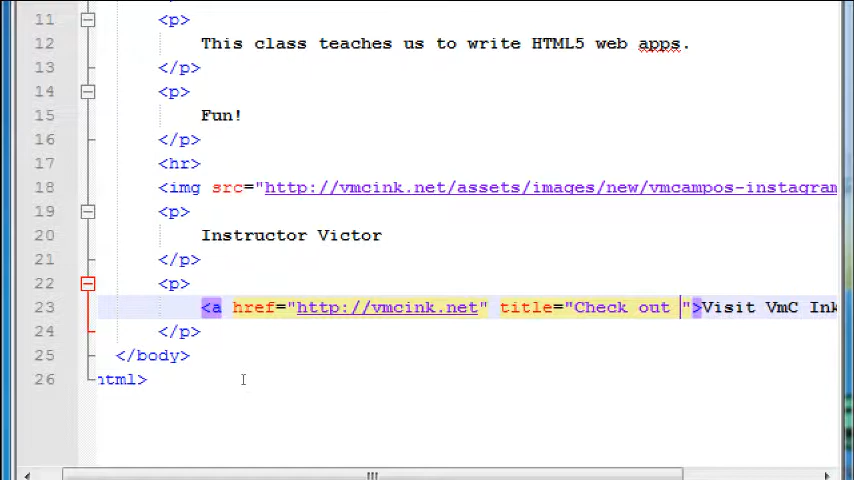 11 <p>
12 This class teaches us to write HTML5 web apps.
13 </p>
14 <p>
15 Fun!
16 </p>
17 <hr>
18 <img src="http://vmcink.net/assets/images/new/vmcampos-instagram
19 <p>
20 Instructor Victor
21 </p>
22 <p>
23 <a href="http://vmcink.net" title="Check out ">Visit VmC Ink
24 </p>
25 </body>
26 html>